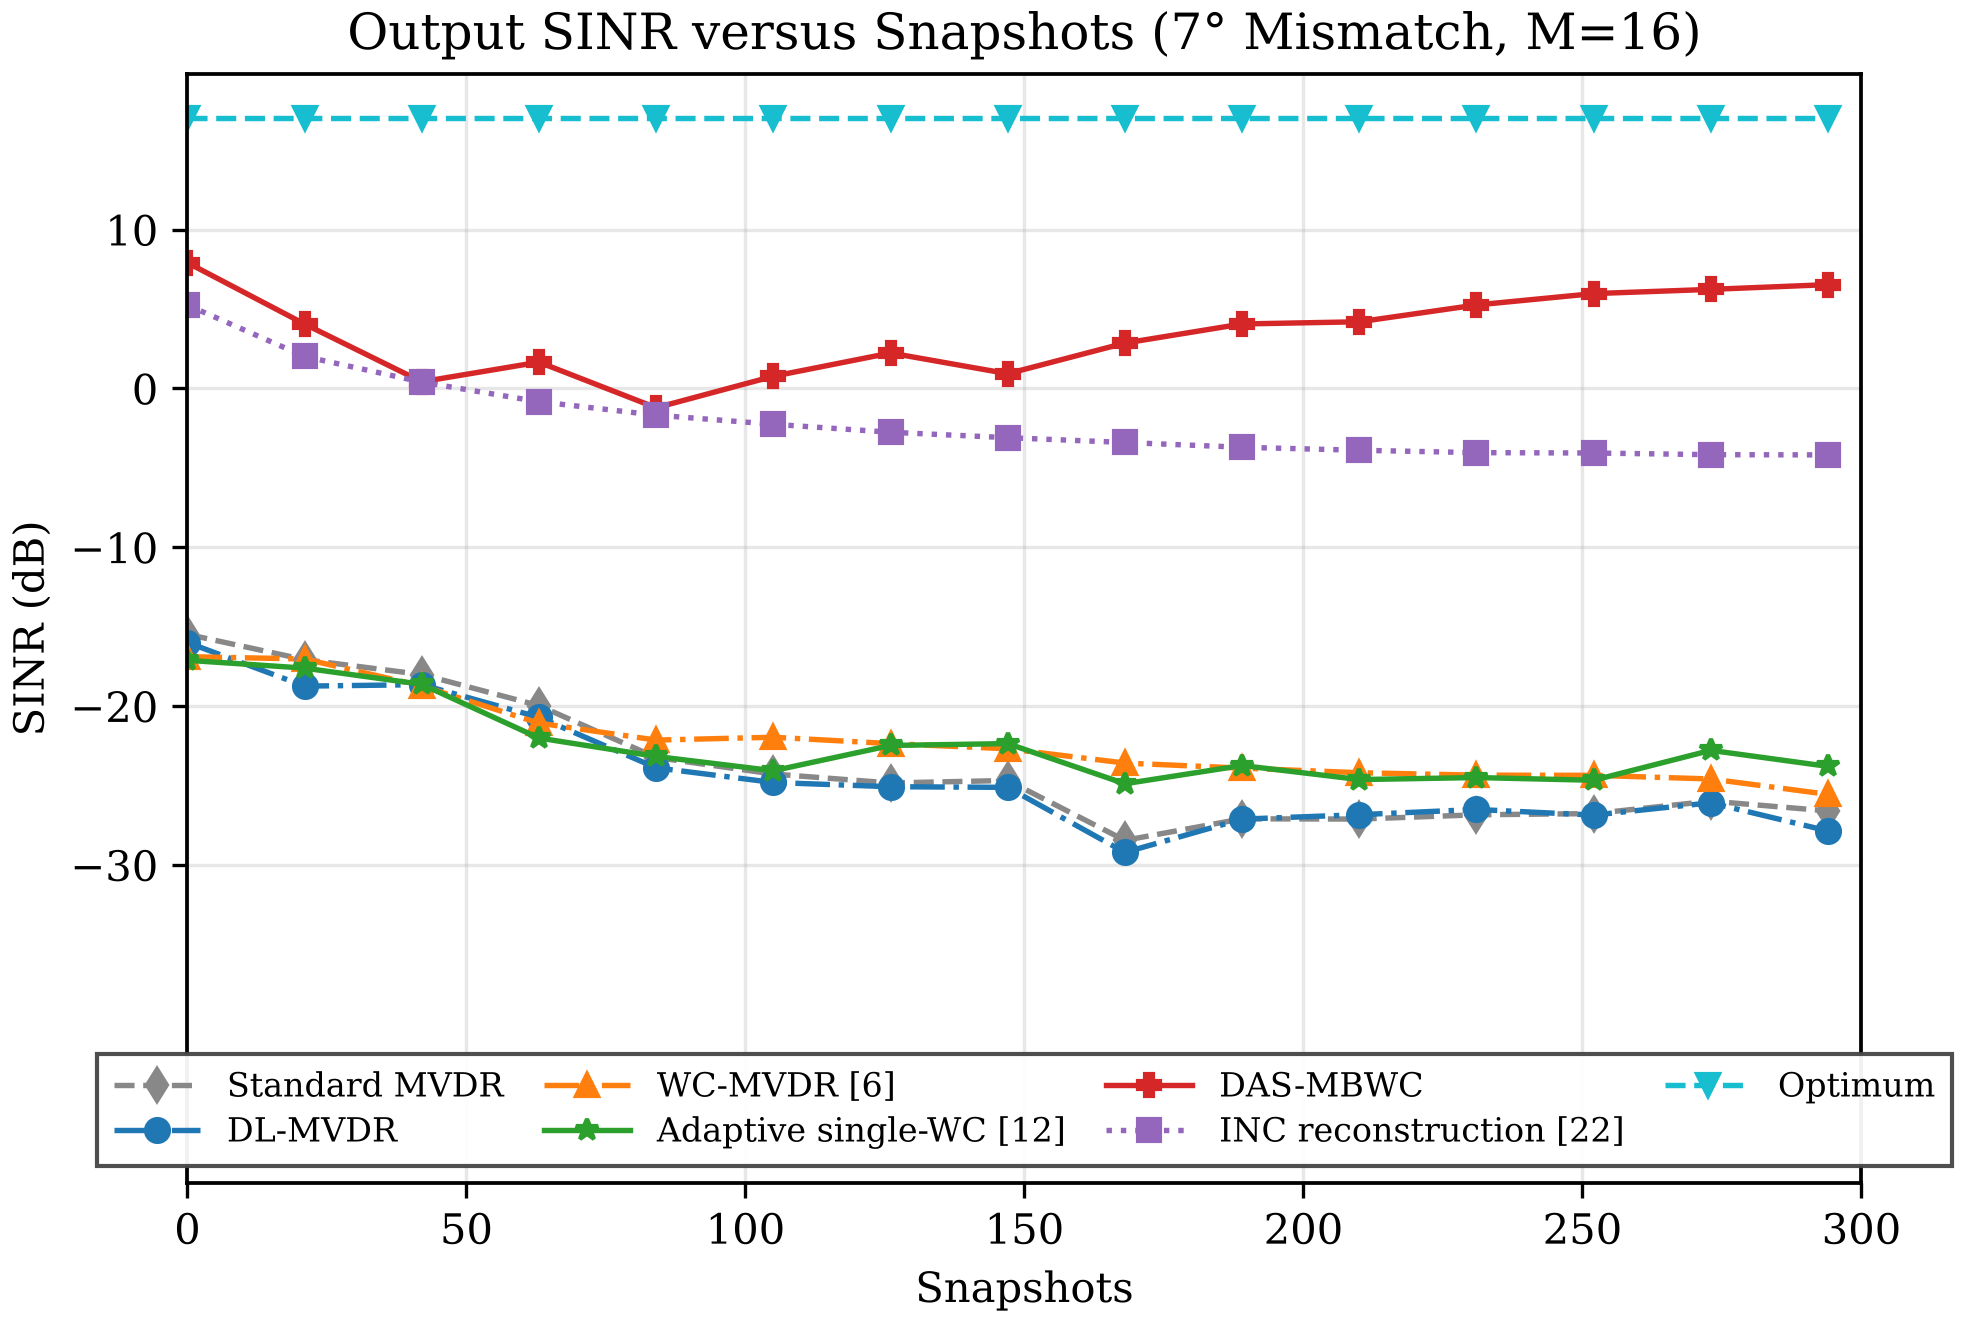 Output SINR versus Snapshots (7° Mismatch, M=16)
10
0
−10
−20
−30
SINR (dB)
Standard MVDR
DL-MVDR
WC-MVDR [6]
Adaptive single-WC [12]
DAS-MBWC
INC reconstruction [22]
Optimum
0 50 100 150 200 250 300
Snapshots